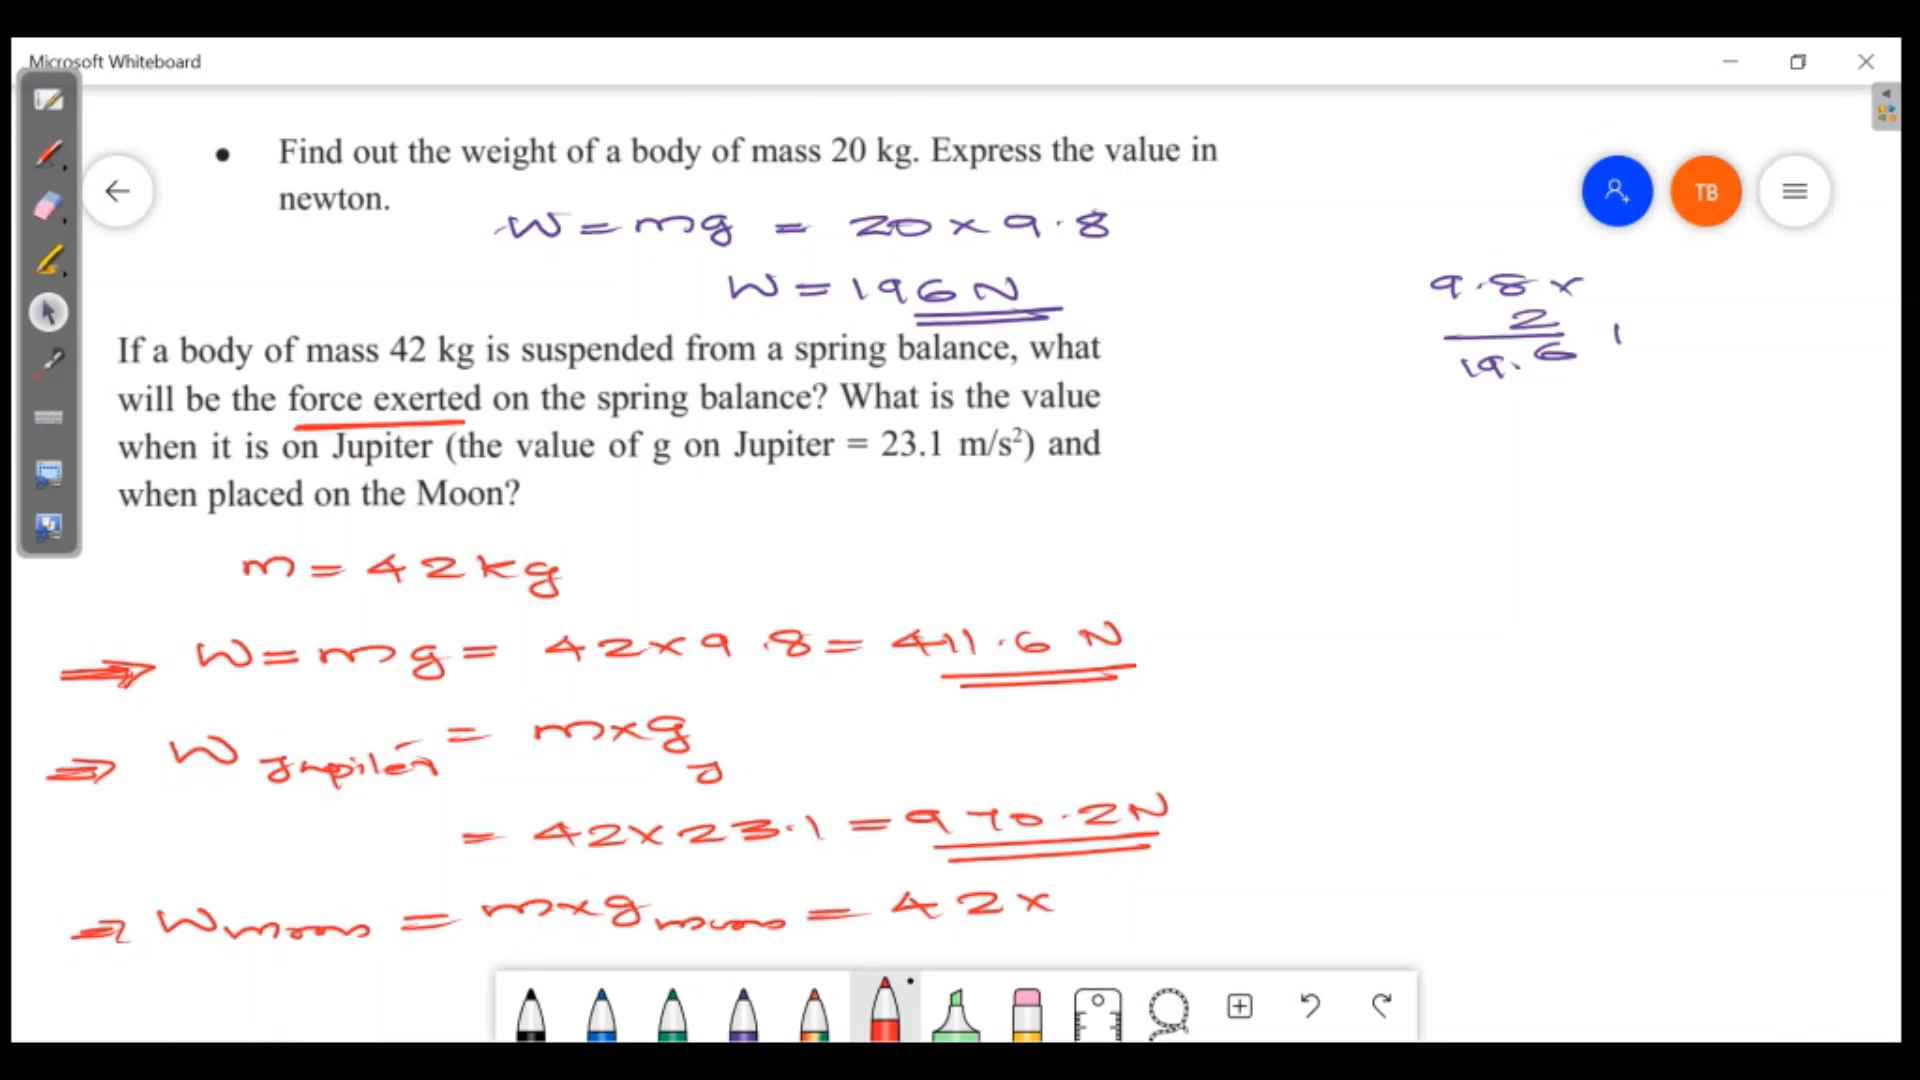 Microsoft Whiteboard
• Find out the weight of a body of mass 20 kg. Express the value in
newton.
TB
W = mg = 20 × 9.8
W = 196 N
9.8 ×
2
19.6
If a body of mass 42 kg is suspended from a spring balance, what
will be the force exerted on the spring balance? What is the value
when it is on Jupiter (the value of g on Jupiter = 23.1 m/s²) and
when placed on the Moon?
m = 42 kg
⇒ W = mg = 42 × 9.8 = 411.6 N
⇒ W Jupiter = m × g J
= 42 × 23.1 = 970.2 N
⇒ W moon = m × g moon = 42 ×